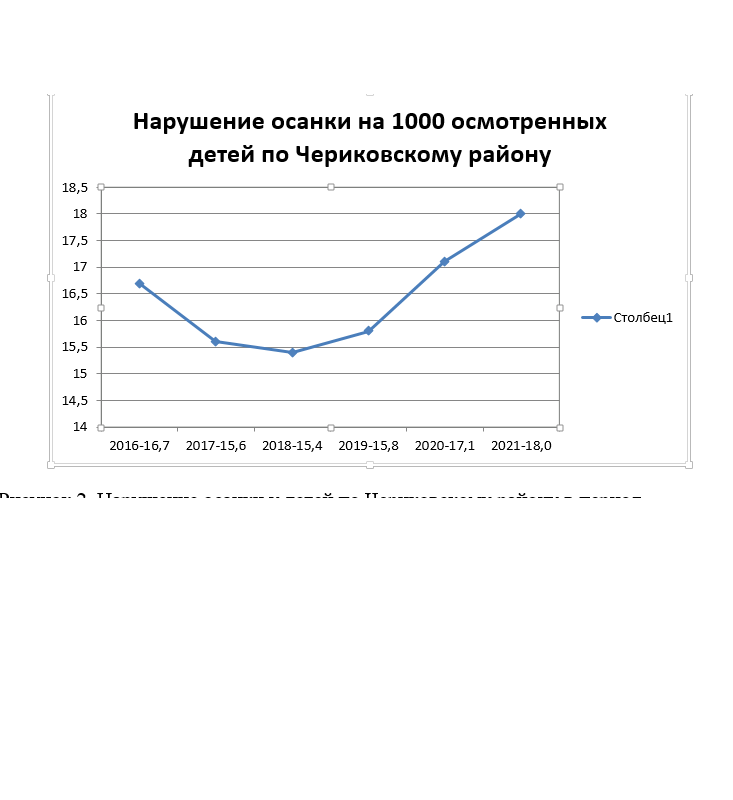 Нарушение осанки на 1000 осмотренных
детей по Чериковскому району
18,5
18
17,5
17
16,5
16
15,5
15
14,5
14
Столбец1
2016-16,7 2017-15,6 2018-15,4 2019-15,8 2020-17,1 2021-18,0